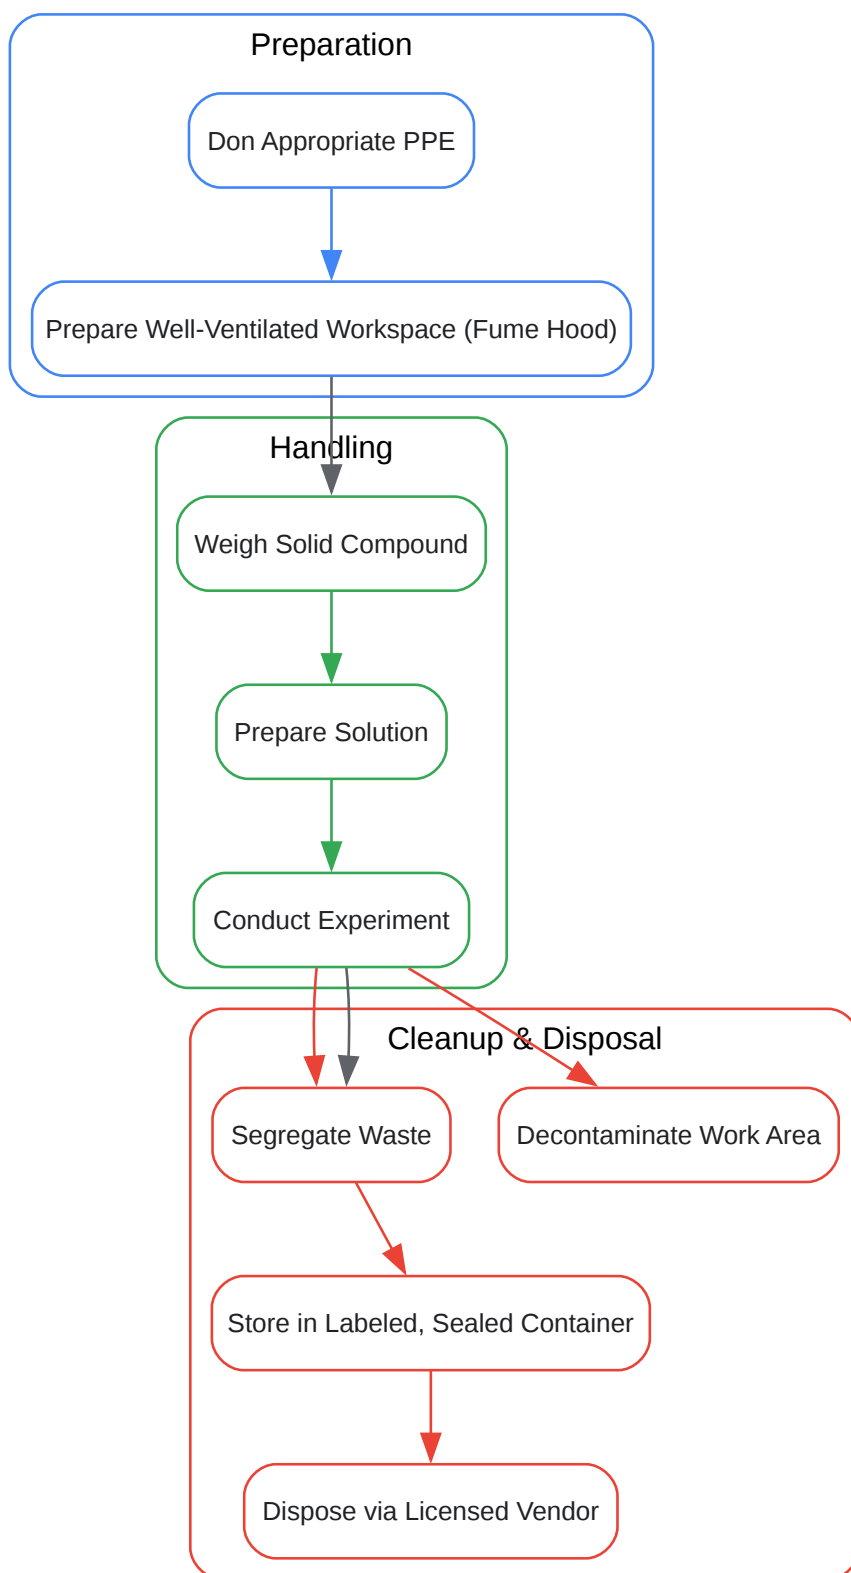 Preparation
Don Appropriate PPE
Prepare Well-Ventilated Workspace (Fume Hood)
Handling
Weigh Solid Compound
Prepare Solution
Conduct Experiment
Cleanup & Disposal
Segregate Waste
Decontaminate Work Area
Store in Labeled, Sealed Container
Dispose via Licensed Vendor